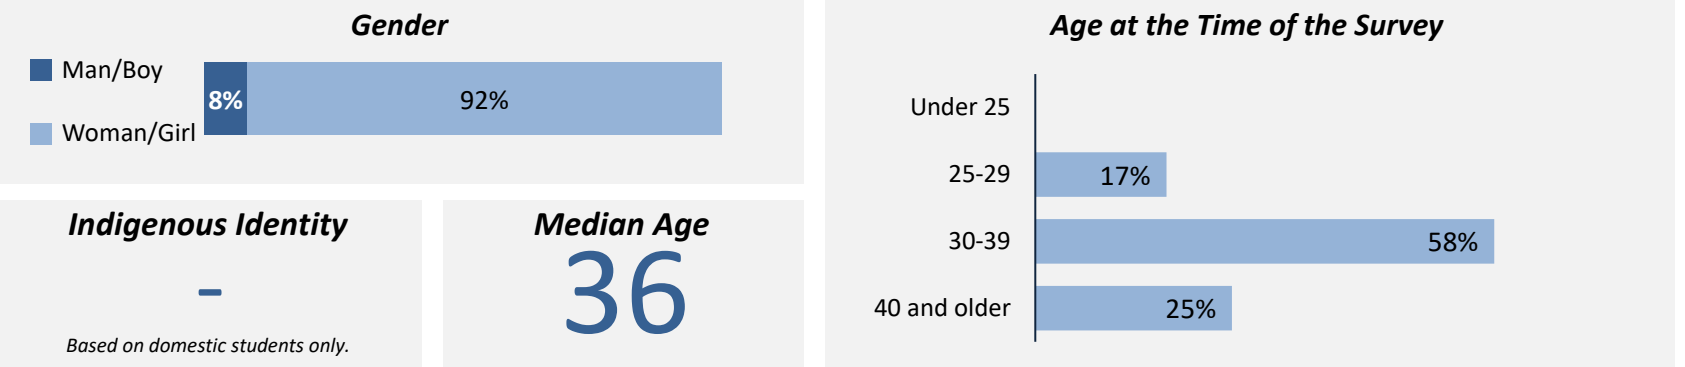 Gender
Man/Boy
Woman/Girl
8%
92%
Indigenous Identity
-
Based on domestic students only.
Median Age
36
Age at the Time of the Survey
Under 25
25-29
17%
30-39
58%
40 and older
25%